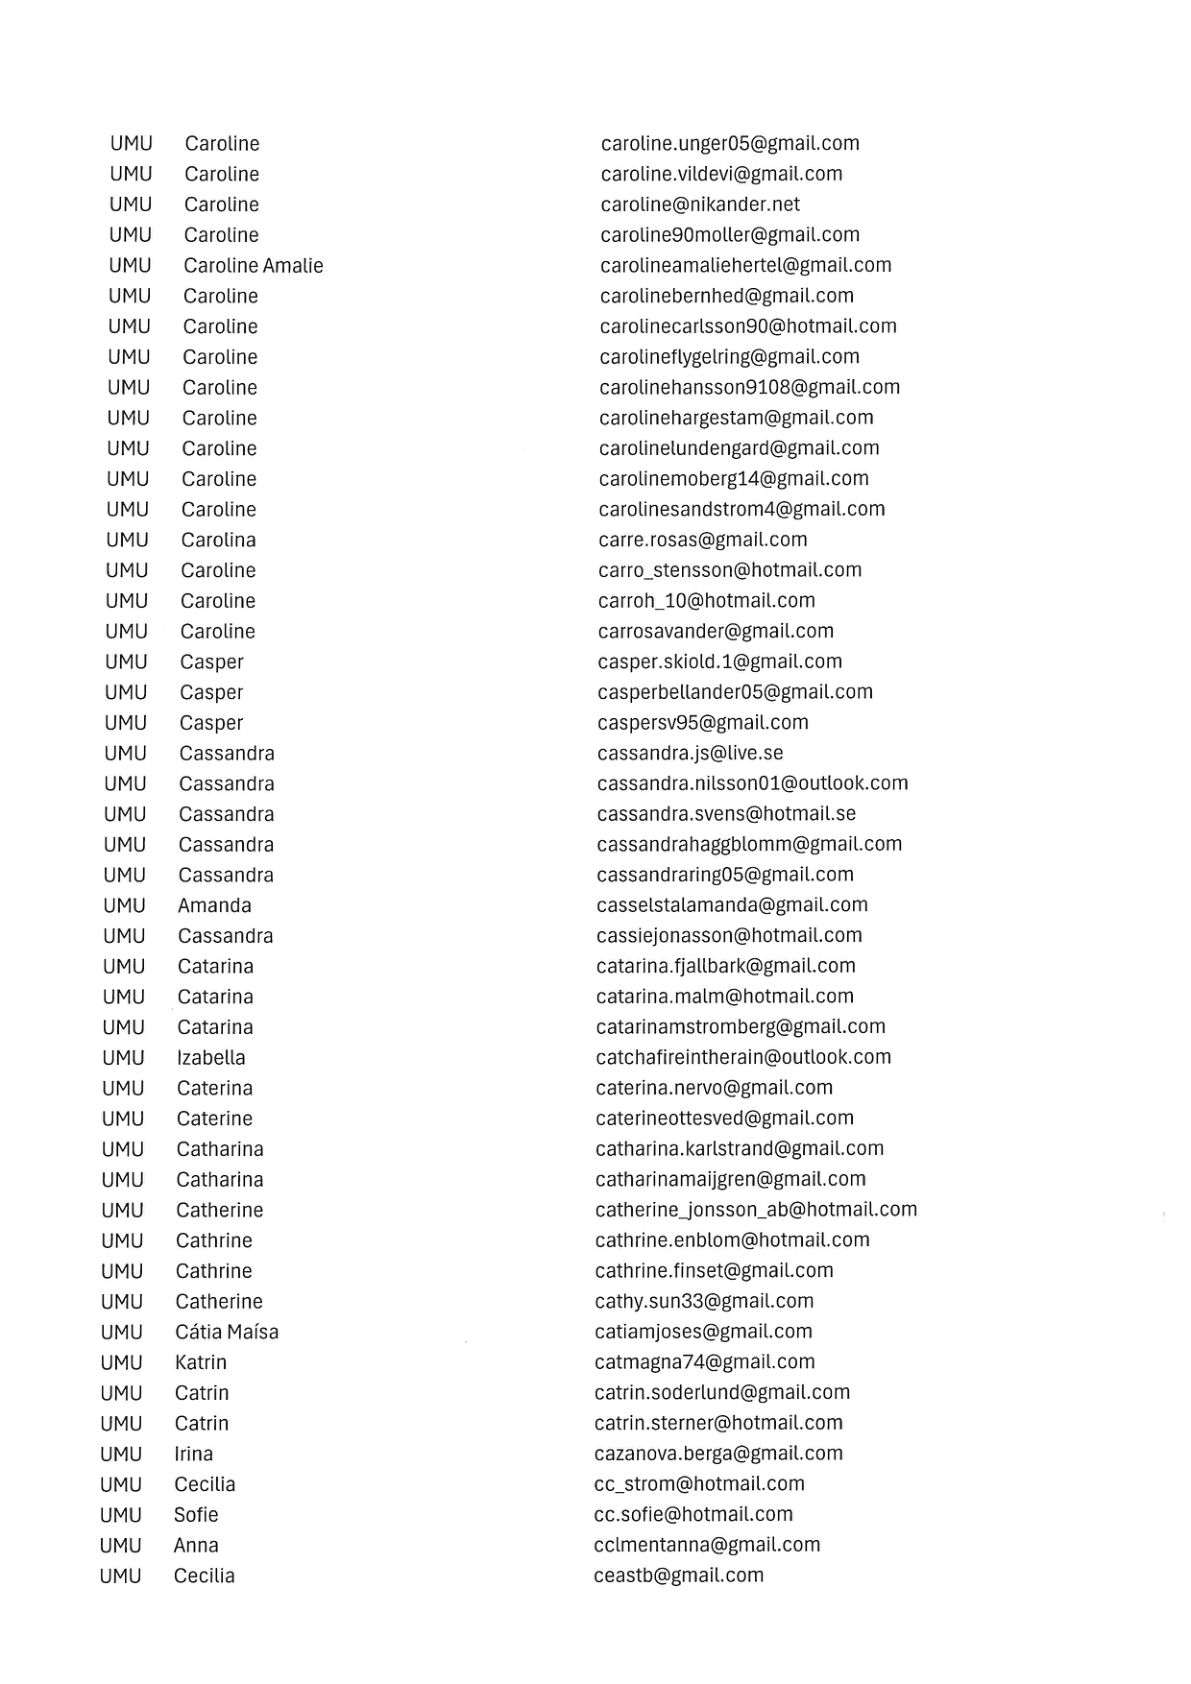 UMU Caroline caroline.unger05@gmail.com
UMU Caroline caroline.vildevi@gmail.com
UMU Caroline caroline@nikander.net
UMU Caroline caroline90moller@gmail.com
UMU Caroline Amalie carolineamaliehertel@gmail.com
UMU Caroline carolinebernhed@gmail.com
UMU Caroline carolinecarlsson90@hotmail.com
UMU Caroline carolineflygelring@gmail.com
UMU Caroline carolinehansson9108@gmail.com
UMU Caroline carolinehargestam@gmail.com
UMU Caroline carolinelundengard@gmail.com
UMU Caroline carolinemoberg14@gmail.com
UMU Caroline carolinesandstrom4@gmail.com
UMU Carolina carre.rosas@gmail.com
UMU Caroline carro_stensson@hotmail.com
UMU Caroline carroh_10@hotmail.com
UMU Caroline carrosavander@gmail.com
UMU Casper casper.skiold.1@gmail.com
UMU Casper casperbellander05@gmail.com
UMU Casper caspersv95@gmail.com
UMU Cassandra cassandra.js@live.se
UMU Cassandra cassandra.nilsson01@outlook.com
UMU Cassandra cassandra.svens@hotmail.se
UMU Cassandra cassandrahaggblomm@gmail.com
UMU Cassandra cassandraring05@gmail.com
UMU Amanda casselstalamanda@gmail.com
UMU Cassandra cassiejonasson@hotmail.com
UMU Catarina catarina.fjallbark@gmail.com
UMU Catarina catarina.malm@hotmail.com
UMU Catarina catarinamstromberg@gmail.com
UMU Izabella catchafireintherain@outlook.com
UMU Caterina caterina.nervo@gmail.com
UMU Caterine caterineottesved@gmail.com
UMU Catharina catharina.karlstrand@gmail.com
UMU Catharina catharinamaijgren@gmail.com
UMU Catherine catherine_jonsson_ab@hotmail.com
UMU Cathrine cathrine.enblom@hotmail.com
UMU Cathrine cathrine.finset@gmail.com
UMU Catherine cathy.sun33@gmail.com
UMU Cátia Maísa catiamjoses@gmail.com
UMU Katrin catmagna74@gmail.com
UMU Catrin catrin.soderlund@gmail.com
UMU Catrin catrin.sterner@hotmail.com
UMU Irina cazanova.berga@gmail.com
UMU Cecilia cc_strom@hotmail.com
UMU Sofie cc.sofie@hotmail.com
UMU Anna cclmentanna@gmail.com
UMU Cecilia ceastb@gmail.com